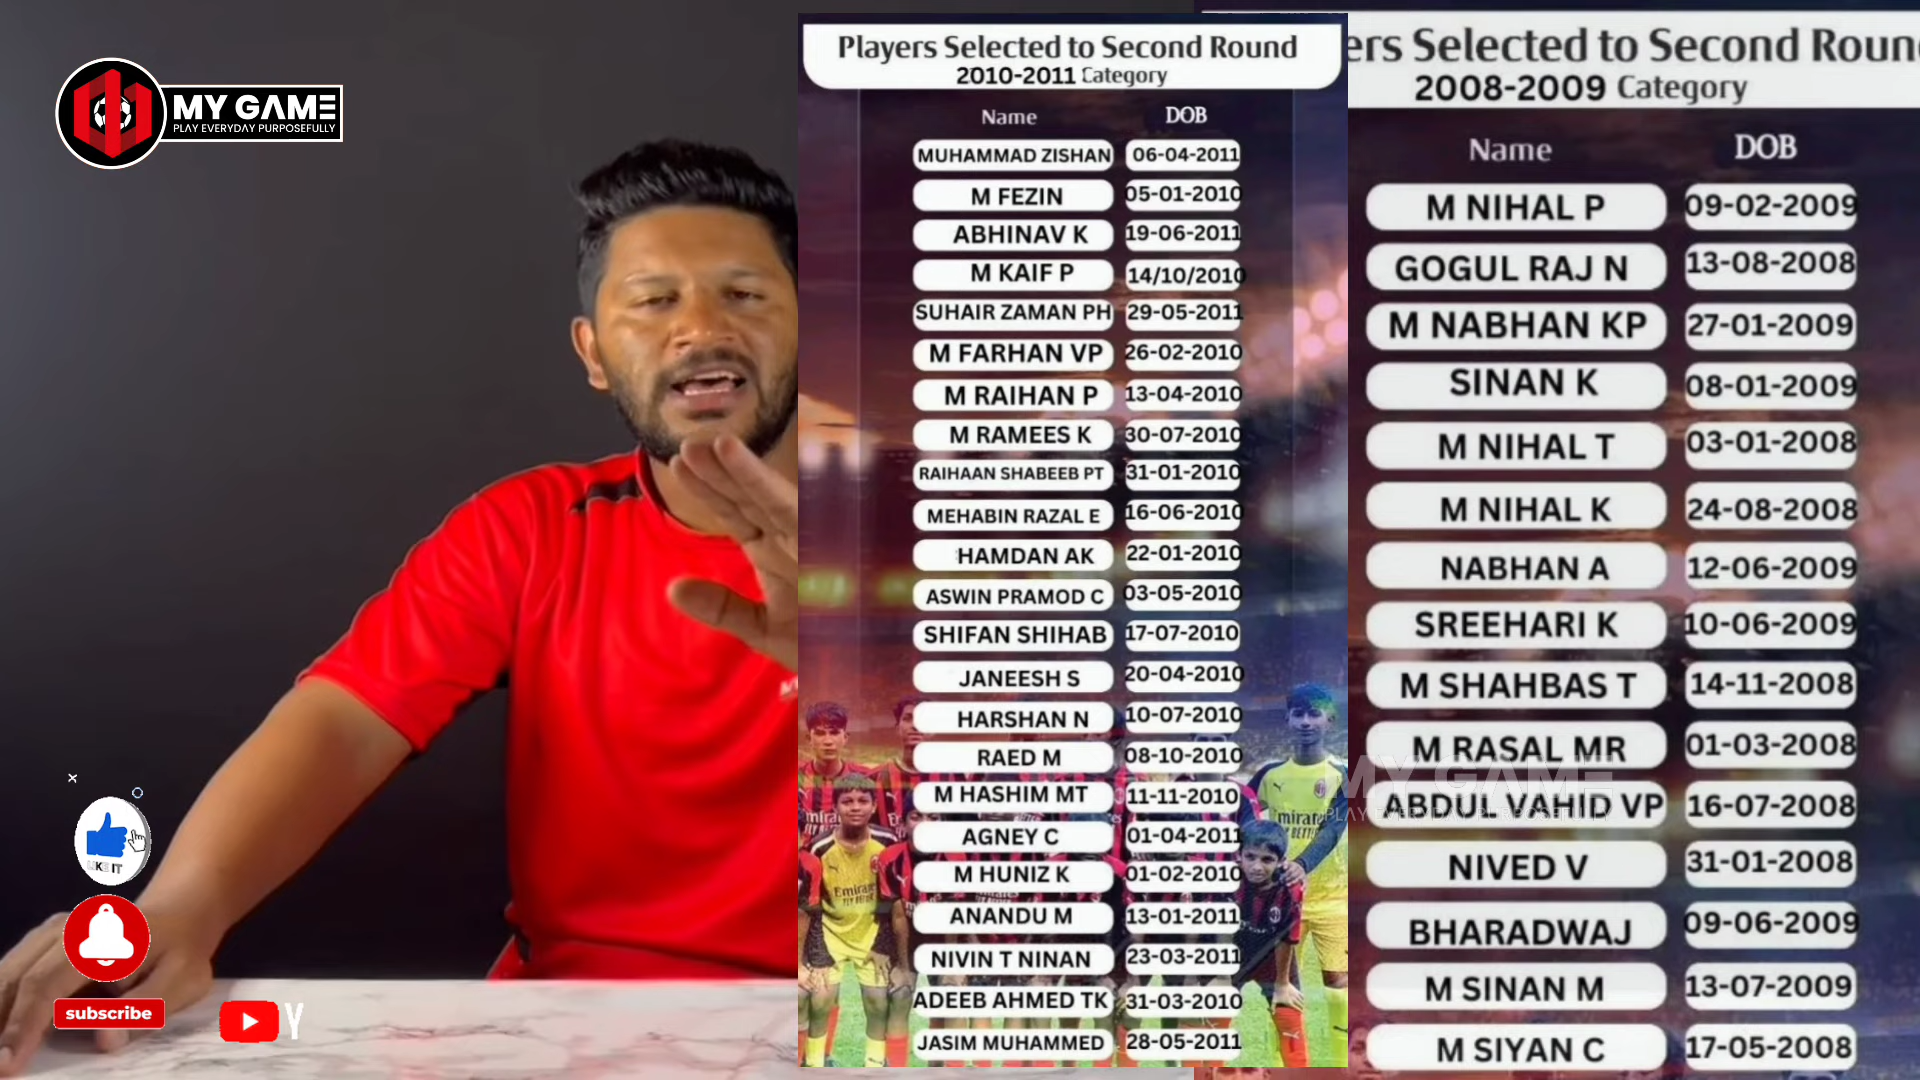 MY GAME
PLAY EVERYDAY PURPOSEFULLY
LIKE IT
subscribe
Y
Players Selected to Second Round
2010-2011 Category
Name DOB
MUHAMMAD ZISHAN 06-04-2011
M FEZIN 05-01-2010
ABHINAV K 19-06-2011
M KAIF P 14/10/2010
SUHAIR ZAMAN PH 29-05-2011
M FARHAN VP 26-02-2010
M RAIHAN P 13-04-2010
M RAMEES K 30-07-2010
RAIHAAN SHABEEB PT 31-01-2010
MEHABIN RAZAL E 16-06-2010
HAMDAN AK 22-01-2010
ASWIN PRAMOD C 03-05-2010
SHIFAN SHIHAB 17-07-2010
JANEESH S 20-04-2010
HARSHAN N 10-07-2010
RAED M 08-10-2010
M HASHIM MT 11-11-2010
AGNEY C 01-04-2011
M HUNIZ K 01-02-2010
ANANDU M 13-01-2011
NIVIN T NINAN 23-03-2011
ADEEB AHMED TK 31-03-2010
JASIM MUHAMMED 28-05-2011
ers Selected to Second Roun
2008-2009 Category
Name DOB
M NIHAL P 09-02-2009
GOGUL RAJ N 13-08-2008
M NABHAN KP 27-01-2009
SINAN K 08-01-2009
M NIHAL T 03-01-2008
M NIHAL K 24-08-2008
NABHAN A 12-06-2009
SREEHARI K 10-06-2009
M SHAHBAS T 14-11-2008
M RASAL MR 01-03-2008
MY GAME
PLAY EVERYDAY PURPOSEFULLY
ABDUL VAHID VP 16-07-2008
NIVED V 31-01-2008
BHARADWAJ 09-06-2009
M SINAN M 13-07-2009
M SIYAN C 17-05-2008